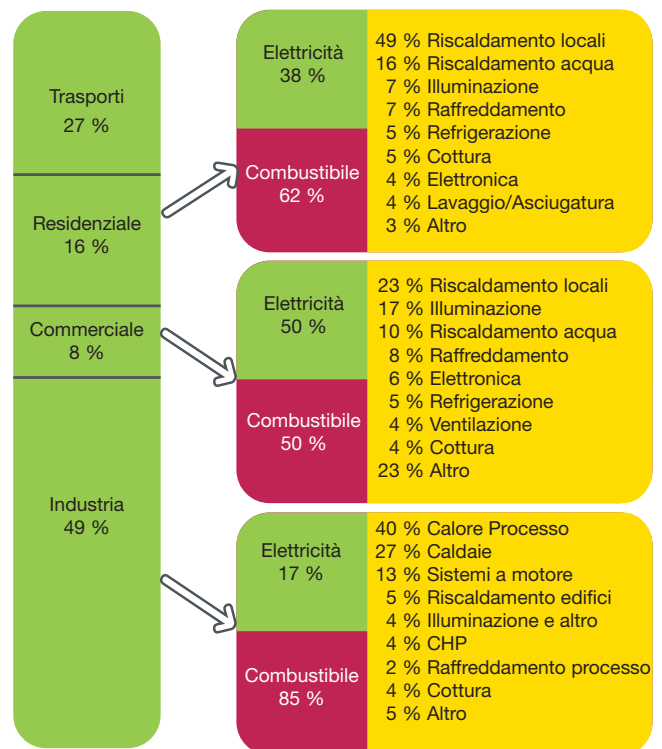 Trasporti
27 %
Residenziale
16 %
Commerciale
8 %
Industria
49 %
Elettricità
38 %
Combustibile
62 %
49 % Riscaldamento locali
16 % Riscaldamento acqua
7 % Illuminazione
7 % Raffreddamento
5 % Refrigerazione
5 % Cottura
4 % Elettronica
4 % Lavaggio/Asciugatura
3 % Altro
Elettricità
50 %
Combustibile
50 %
23 % Riscaldamento locali
17 % Illuminazione
10 % Riscaldamento acqua
8 % Raffreddamento
6 % Elettronica
5 % Refrigerazione
4 % Ventilazione
4 % Cottura
23 % Altro
Elettricità
17 %
Combustibile
85 %
40 % Calore Processo
27 % Caldaie
13 % Sistemi a motore
5 % Riscaldamento edifici
4 % Illuminazione e altro
4 % CHP
2 % Raffreddamento processo
4 % Cottura
5 % Altro